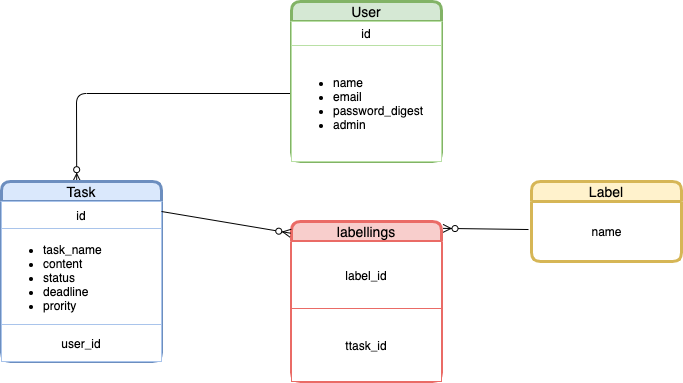 User
id
name
email
password_digest
admin
Task
id
task_name
content
status
deadline
prority
user_id
labellings
label_id
ttask_id
Label
name